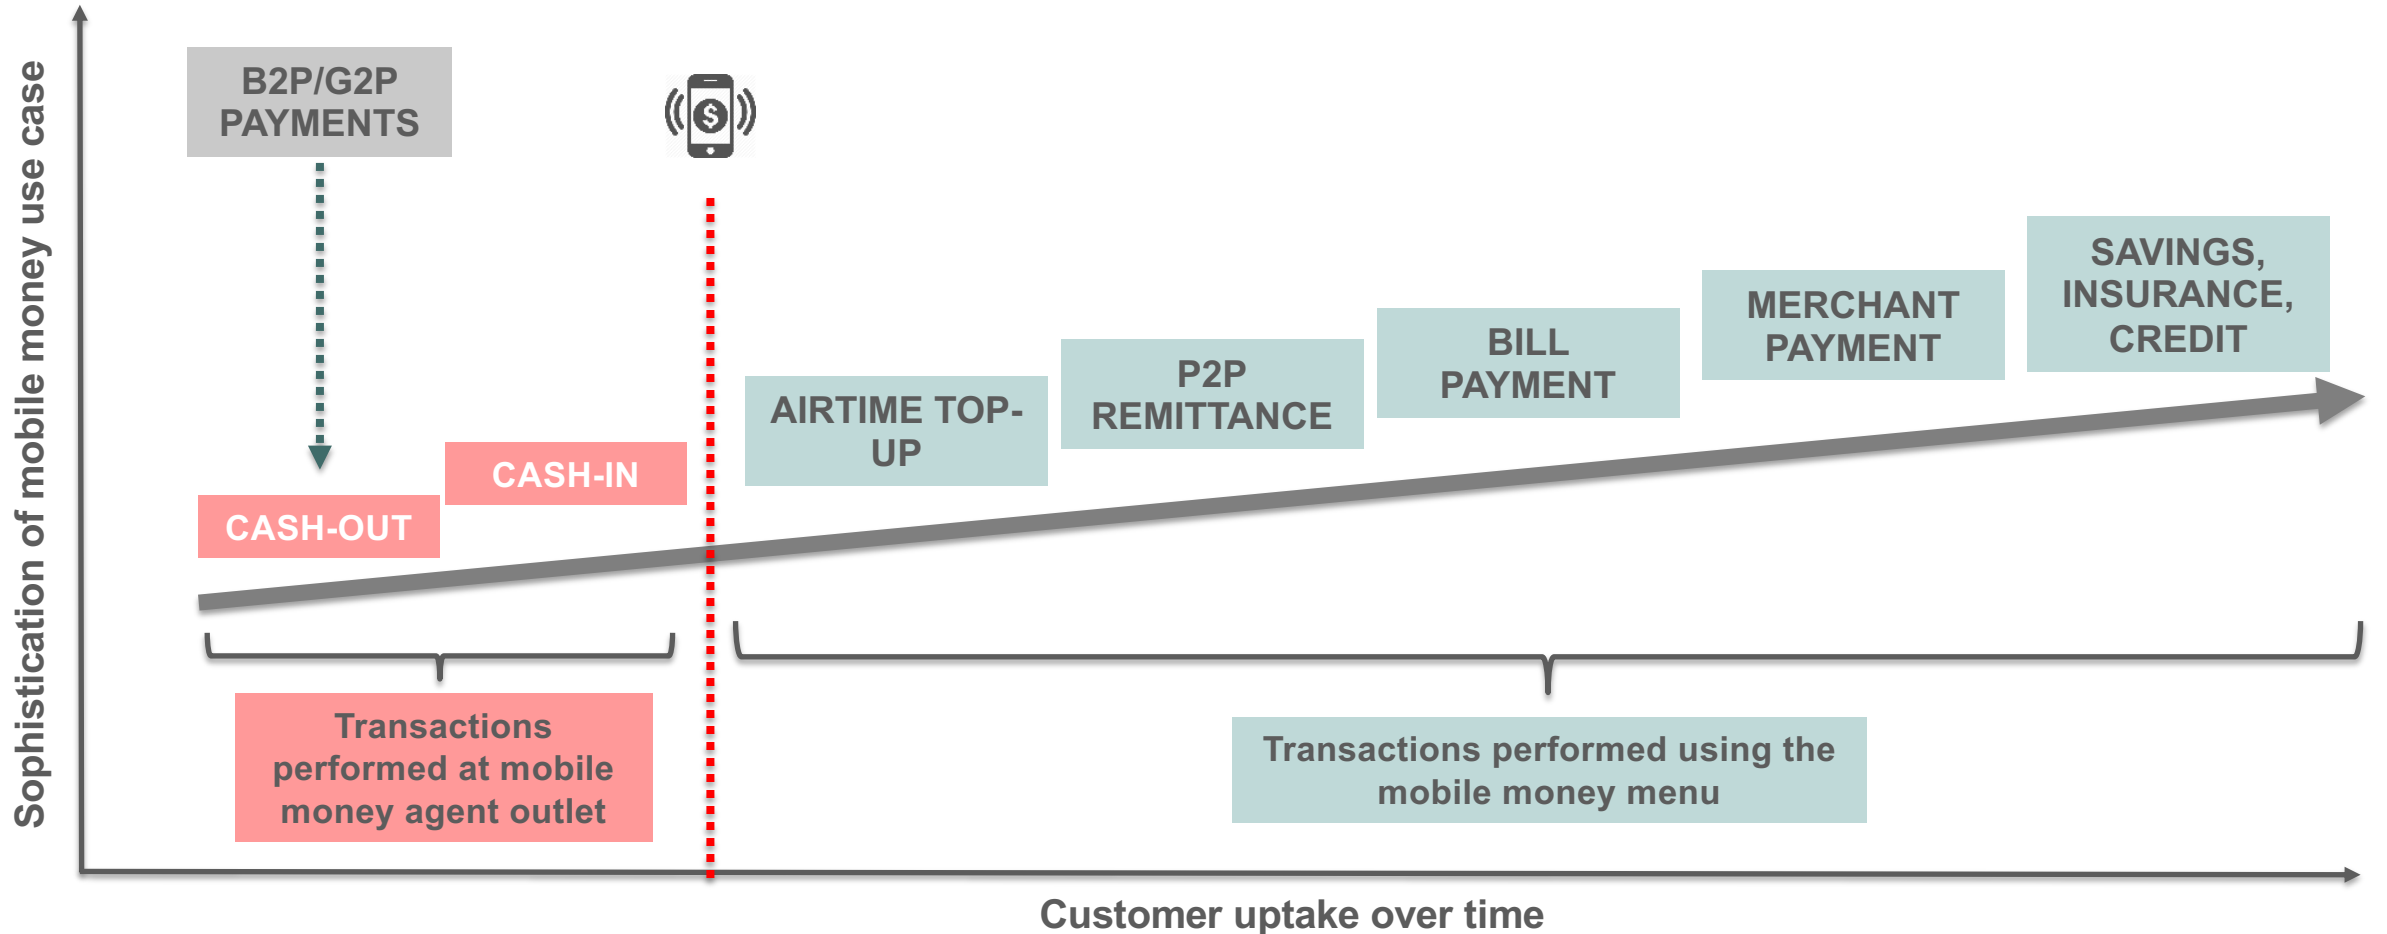 Sophistication of mobile money use case
B2P/G2P
PAYMENTS
$
CASH-OUT
CASH-IN
AIRTIME TOP-
UP
P2P
REMITTANCE
BILL
PAYMENT
MERCHANT
PAYMENT
SAVINGS,
INSURANCE,
CREDIT
Transactions
performed at mobile
money agent outlet
Transactions performed using the
mobile money menu
Customer uptake over time